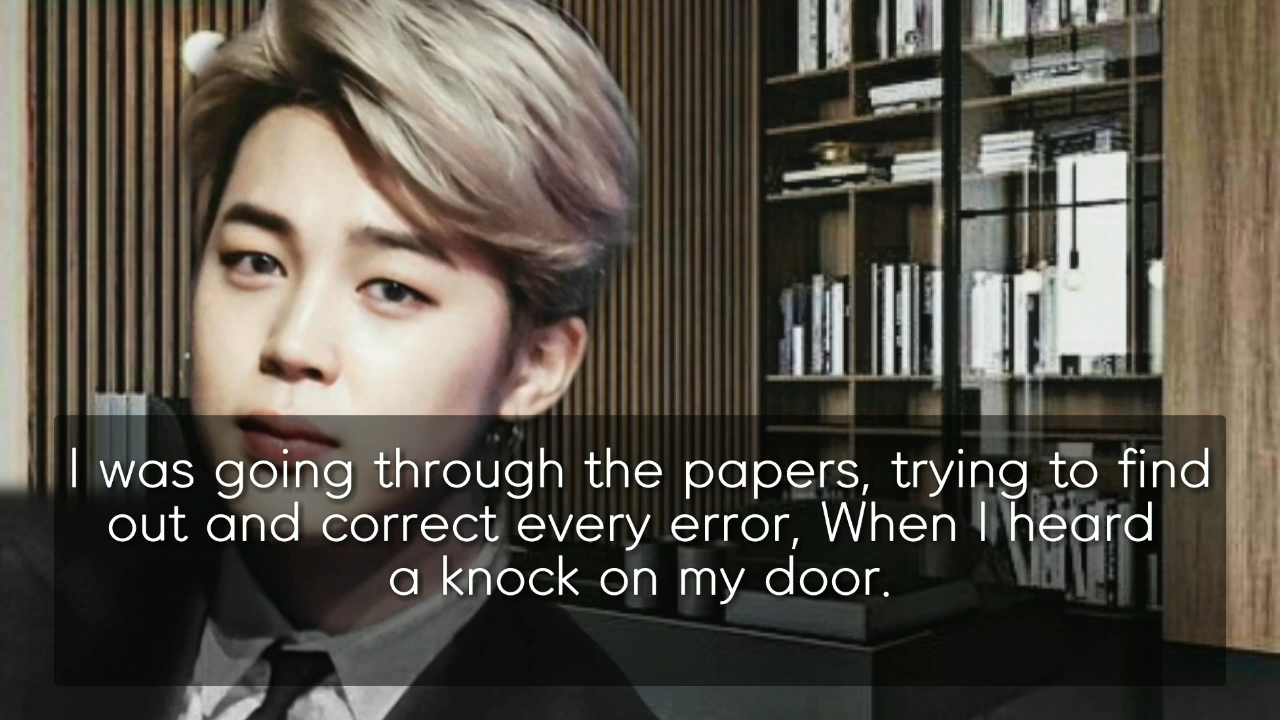 I was going through the papers, trying to find
out and correct every error, When I heard
a knock on my door.